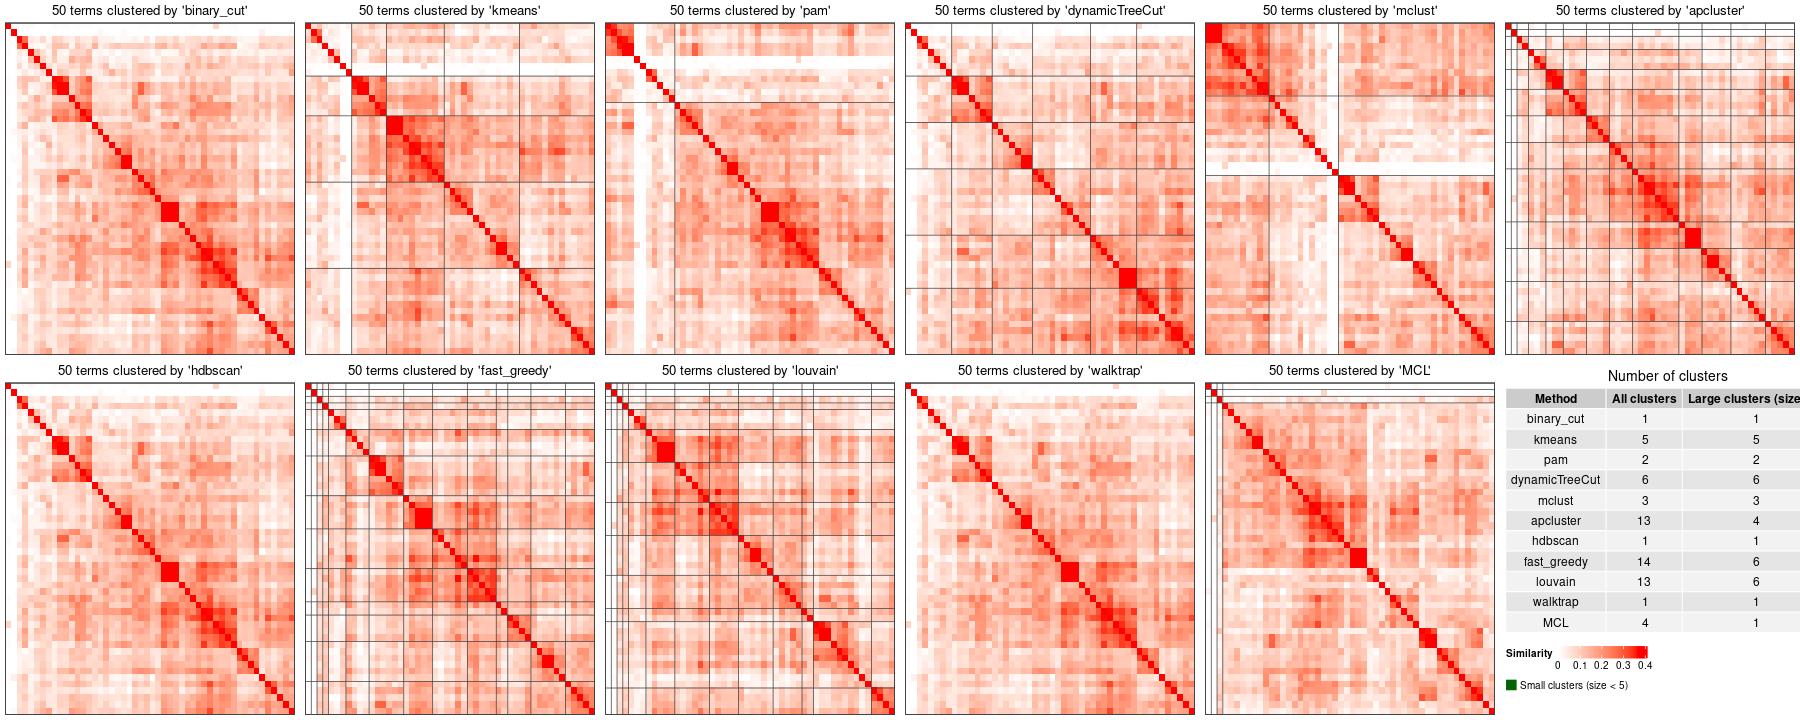 50 terms clustered by 'binary_cut'
50 terms clustered by 'kmeans'
50 terms clustered by 'pam'
50 terms clustered by 'dynamicTreeCut'
50 terms clustered by 'mclust'
50 terms clustered by 'apcluster'
50 terms clustered by 'hdbscan'
50 terms clustered by 'fast_greedy'
50 terms clustered by 'louvain'
50 terms clustered by 'walktrap'
50 terms clustered by 'MCL'
Number of clusters
Method All clusters Large clusters (size
binary_cut 1 1
kmeans 5 5
pam 2 2
dynamicTreeCut 6 6
mclust 3 3
apcluster 13 4
hdbscan 1 1
fast_greedy 14 6
louvain 13 6
walktrap 1 1
MCL 4 1
Similarity
0 0.1 0.2 0.3 0.4
Small clusters (size < 5)